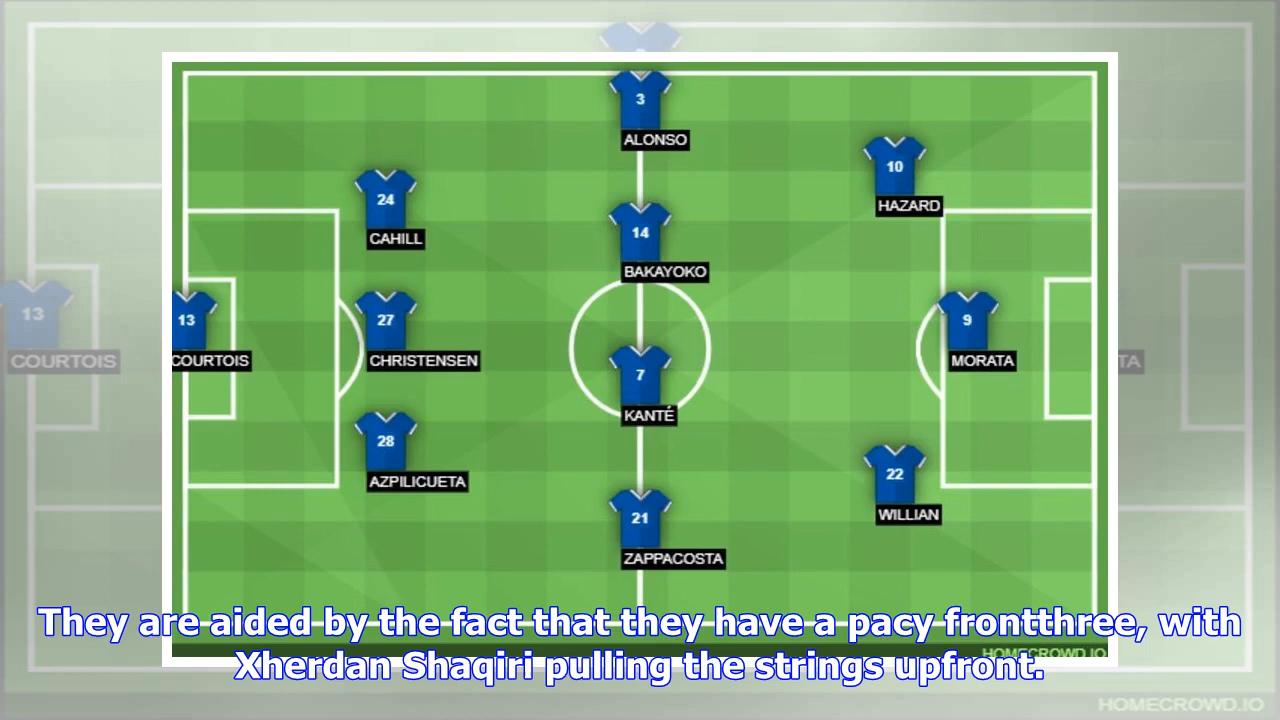 3
ALONSO
10
HAZARD
24
CAHILL
14
BAKAYOKO
13
COURTOIS
13
COURTOIS
27
CHRISTENSEN
9
MORATA
TA
7
KANTÉ
28
AZPILICUETA
22
WILLIAN
21
ZAPPACOSTA
They are aided by the fact that they have a pacy frontthree, with
Xherdan Shaqiri pulling the strings upfront.
HOMECROWD.IO
HOMECROWD.IO